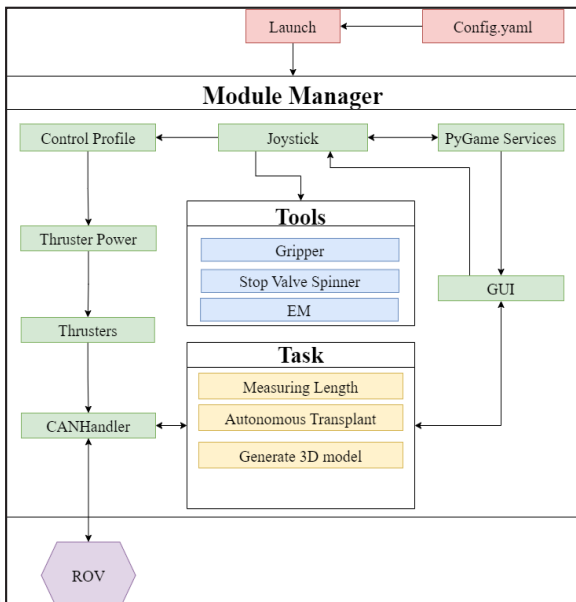 Launch
Config.yaml
Module Manager
Control Profile
Joystick
PyGame Services
Tools
Gripper
Stop Valve Spinner
EM
Thruster Power
GUI
Thrusters
Task
Measuring Length
Autonomous Transplant
Generate 3D model
CANHandler
ROV